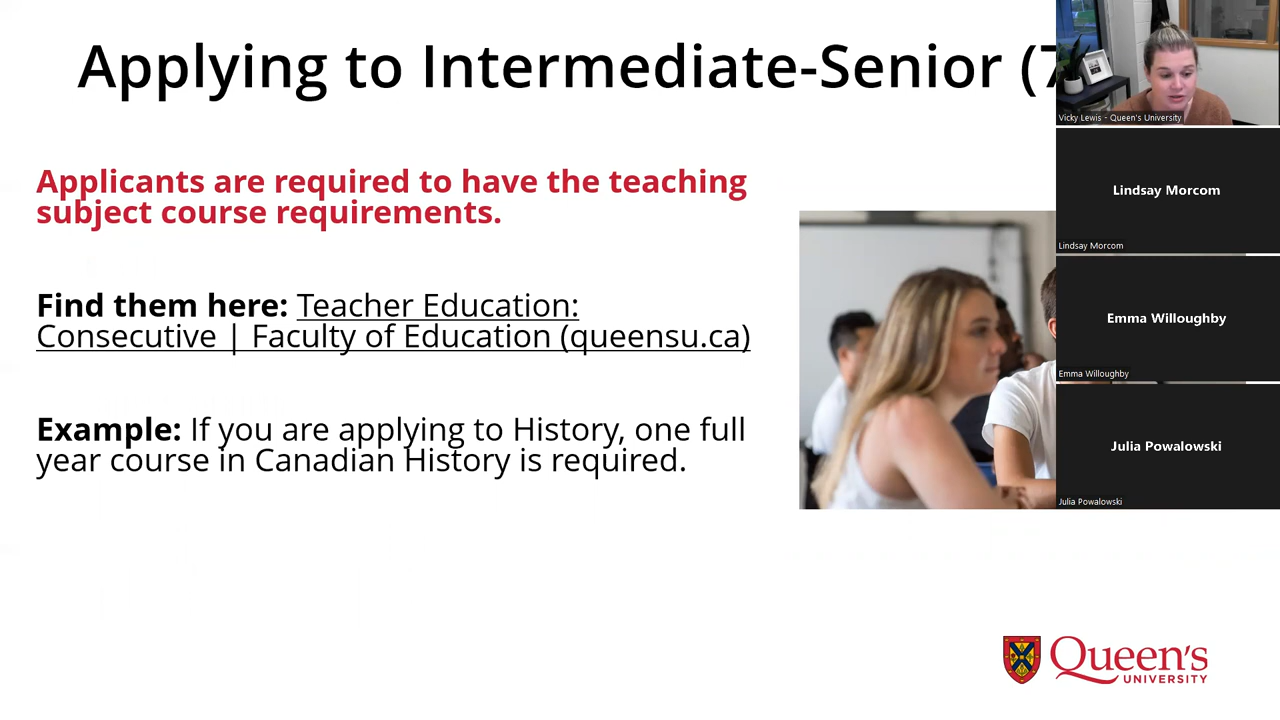 Applying to Intermediate-Senior (7
Applicants are required to have the teaching
subject course requirements.
Find them here: Teacher Education:
Consecutive | Faculty of Education (queensu.ca)
Example: If you are applying to History, one full
year course in Canadian History is required.
Vicky Lewis - Queen's University
Lindsay Morcom
Lindsay Morcom
Emma Willoughby
Emma Willoughby
Julia Powalowski
Julia Powalowski
Queen's
UNIVERSITY